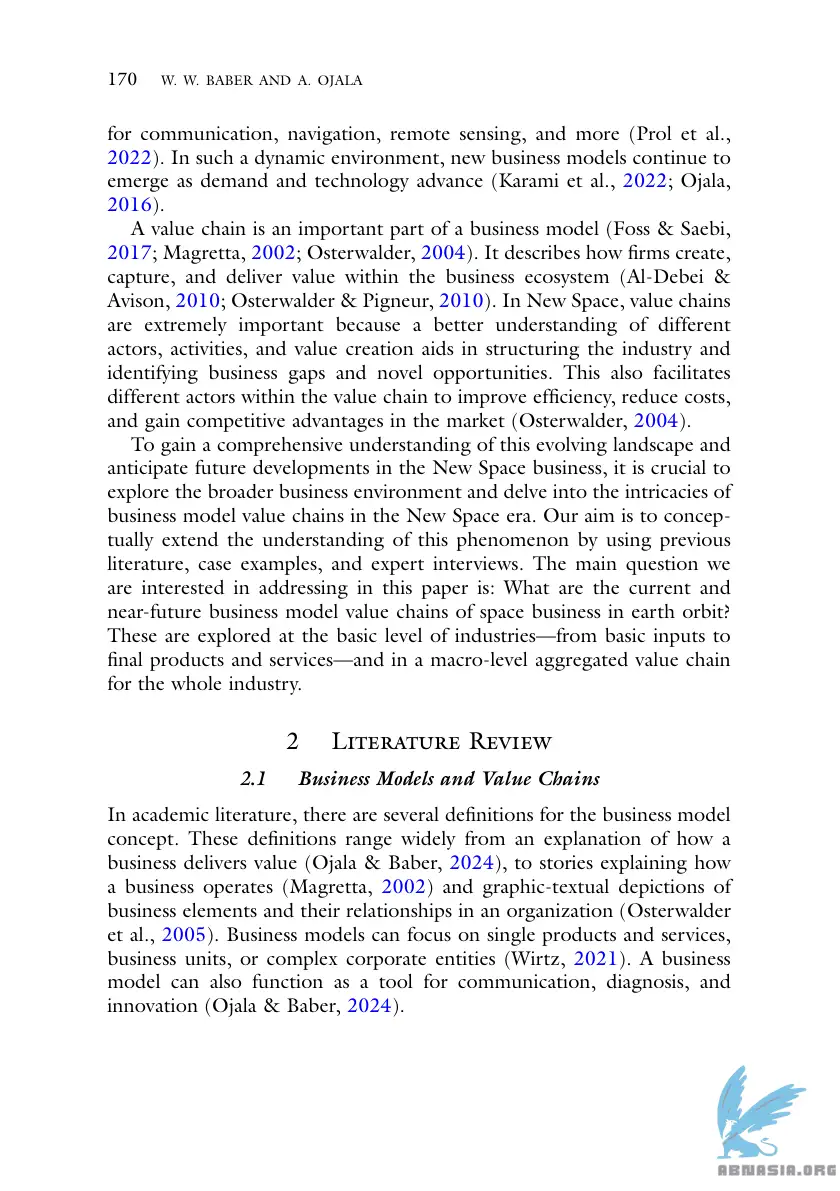 170 W. W. BABER AND A. OJALA
for communication, navigation, remote sensing, and more (Prol et al.,
2022). In such a dynamic environment, new business models continue to
emerge as demand and technology advance (Karami et al., 2022; Ojala,
2016).
A value chain is an important part of a business model (Foss & Saebi,
2017; Magretta, 2002; Osterwalder, 2004). It describes how firms create,
capture, and deliver value within the business ecosystem (Al-Debei &
Avison, 2010; Osterwalder & Pigneur, 2010). In New Space, value chains
are extremely important because a better understanding of different
actors, activities, and value creation aids in structuring the industry and
identifying business gaps and novel opportunities. This also facilitates
different actors within the value chain to improve efficiency, reduce costs,
and gain competitive advantages in the market (Osterwalder, 2004).
To gain a comprehensive understanding of this evolving landscape and
anticipate future developments in the New Space business, it is crucial to
explore the broader business environment and delve into the intricacies of
business model value chains in the New Space era. Our aim is to concep-
tually extend the understanding of this phenomenon by using previous
literature, case examples, and expert interviews. The main question we
are interested in addressing in this paper is: What are the current and
near-future business model value chains of space business in earth orbit?
These are explored at the basic level of industries—from basic inputs to
final products and services—and in a macro-level aggregated value chain
for the whole industry.
2 Literature Review
2.1 Business Models and Value Chains
In academic literature, there are several definitions for the business model
concept. These definitions range widely from an explanation of how a
business delivers value (Ojala & Baber, 2024), to stories explaining how
a business operates (Magretta, 2002) and graphic-textual depictions of
business elements and their relationships in an organization (Osterwalder
et al., 2005). Business models can focus on single products and services,
business units, or complex corporate entities (Wirtz, 2021). A business
model can also function as a tool for communication, diagnosis, and
innovation (Ojala & Baber, 2024).
ABNASIA.ORG